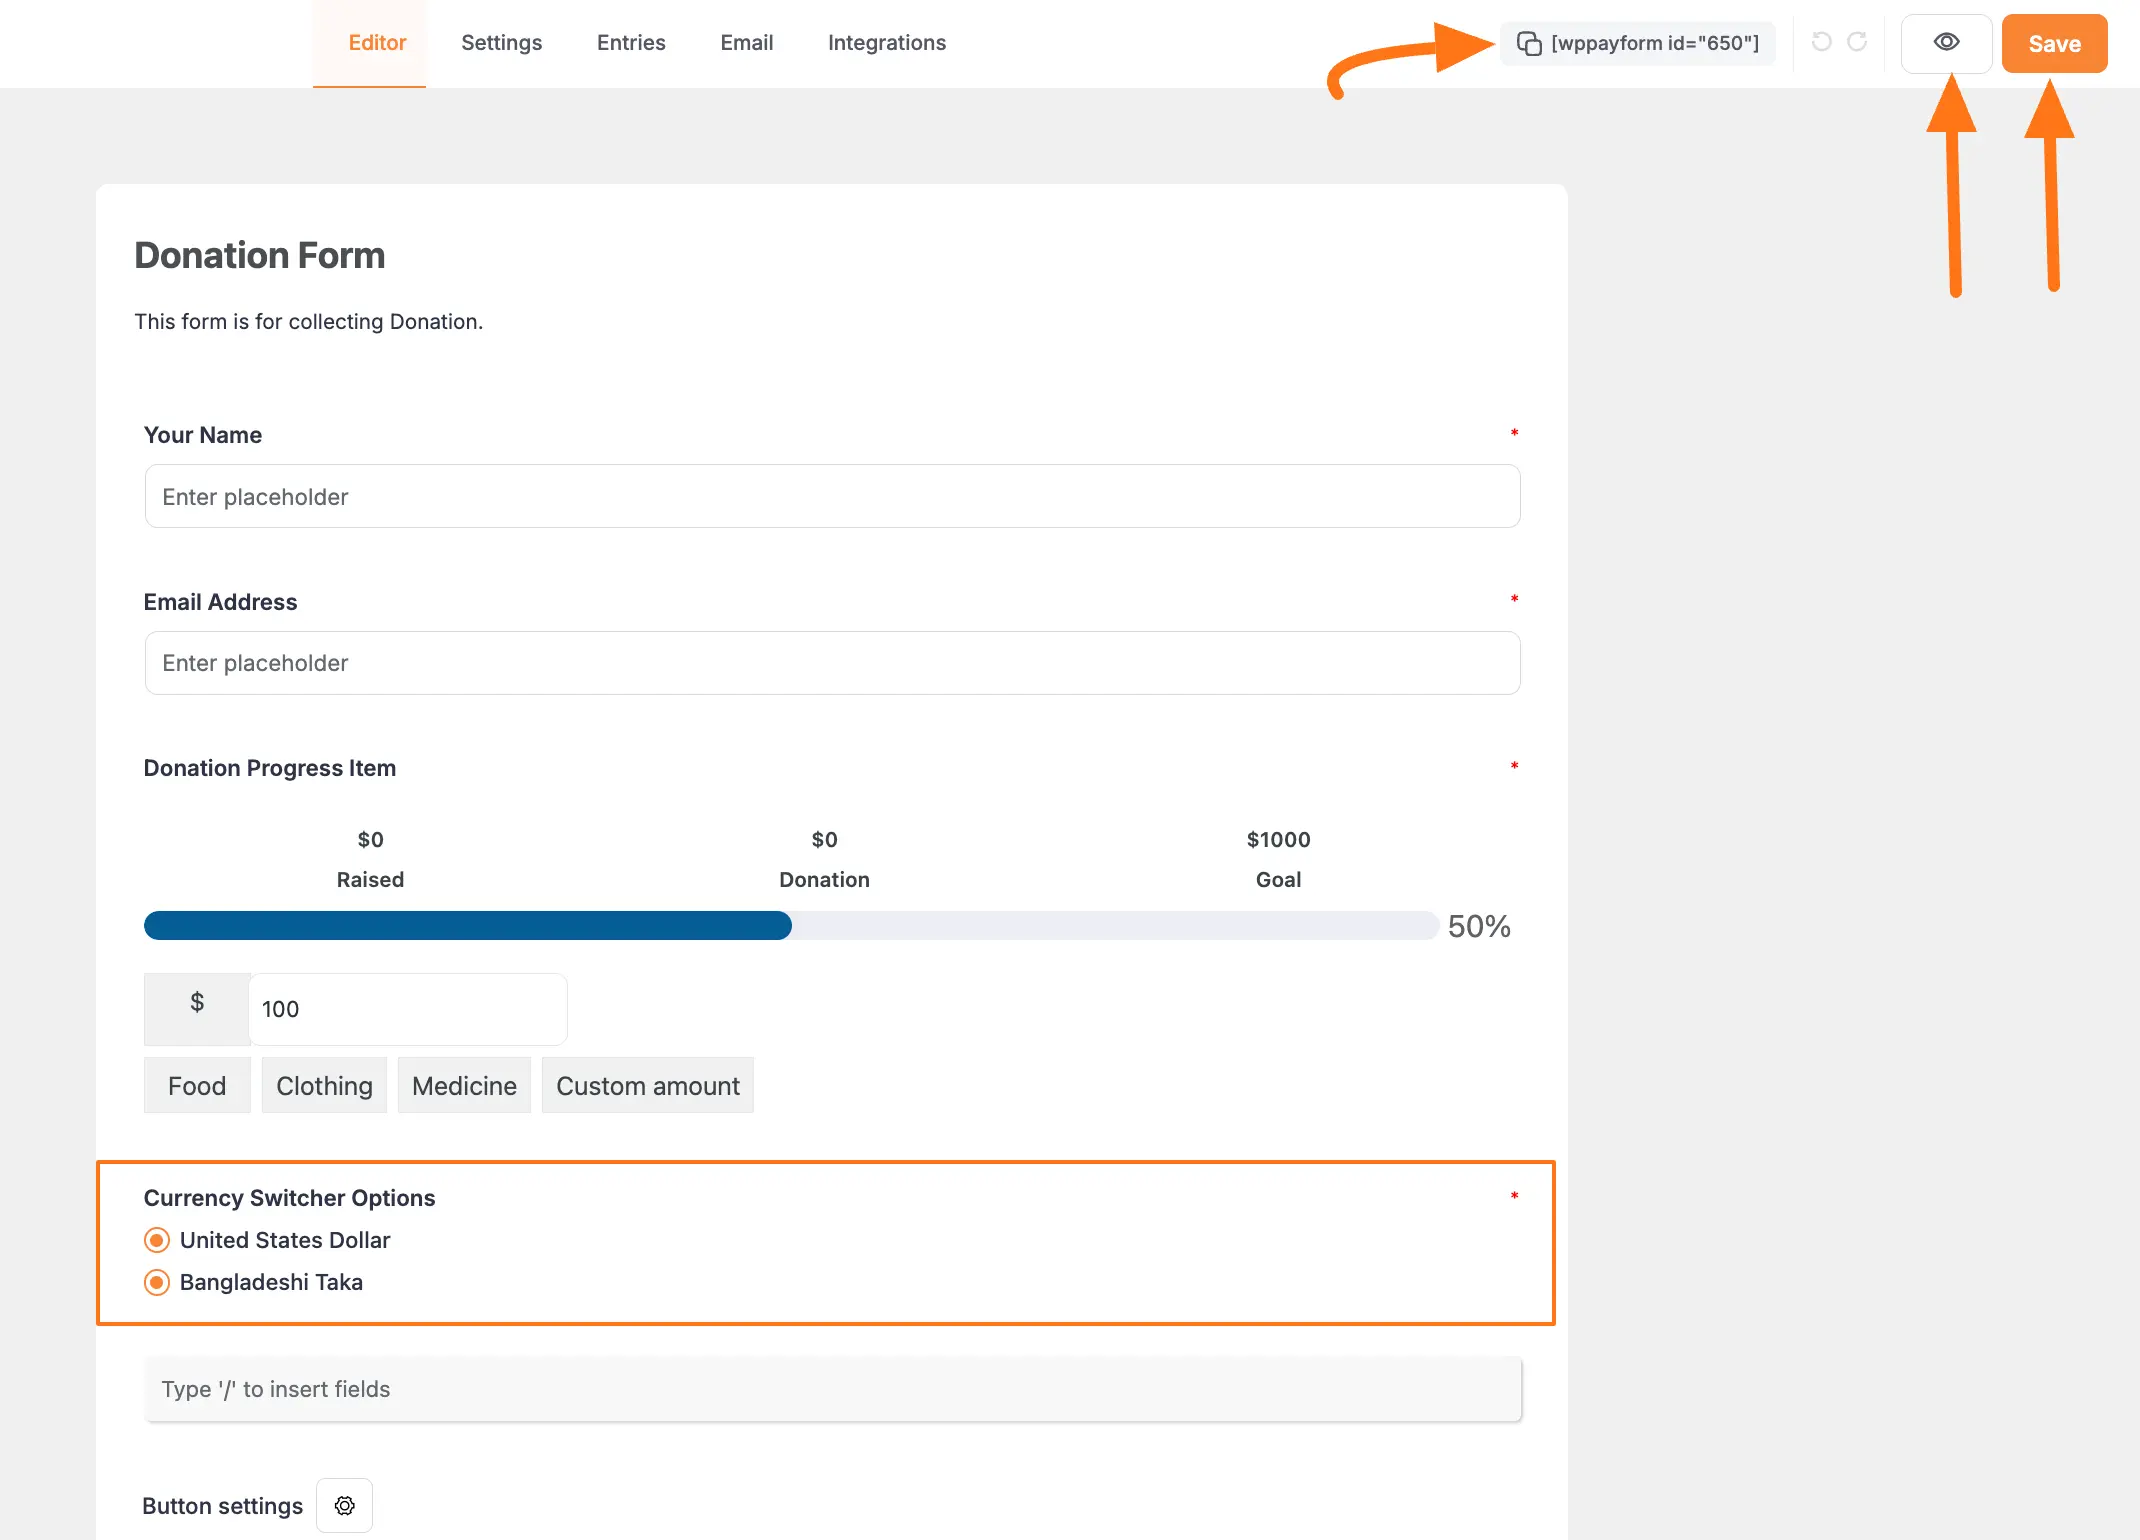 Editor Settings Entries Email Integrations [wppayform id="650"] Save
Donation Form
This form is for collecting Donation.
Your Name *
Enter placeholder
Email Address *
Enter placeholder
Donation Progress Item *
$0 $0 $1000
Raised Donation Goal
50%
$ 100
Food Clothing Medicine Custom amount
Currency Switcher Options *
United States Dollar
Bangladeshi Taka
Type '/' to insert fields
Button settings